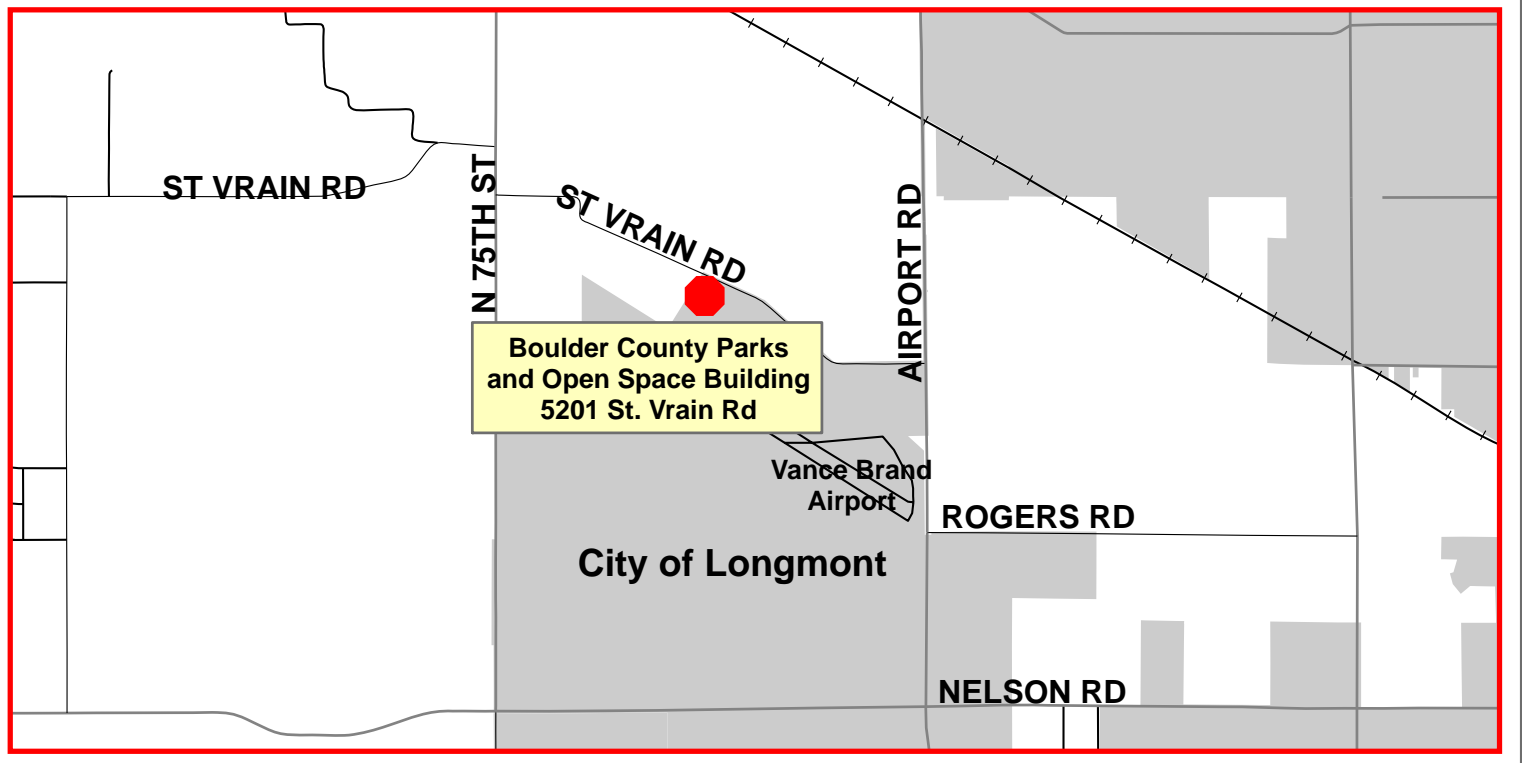 ST VRAIN RD
N 75TH ST
ST VRAIN RD
AIRPORT RD
Boulder County Parks
and Open Space Building
5201 St. Vrain Rd
Vance Brand
Airport
ROGERS RD
City of Longmont
NELSON RD